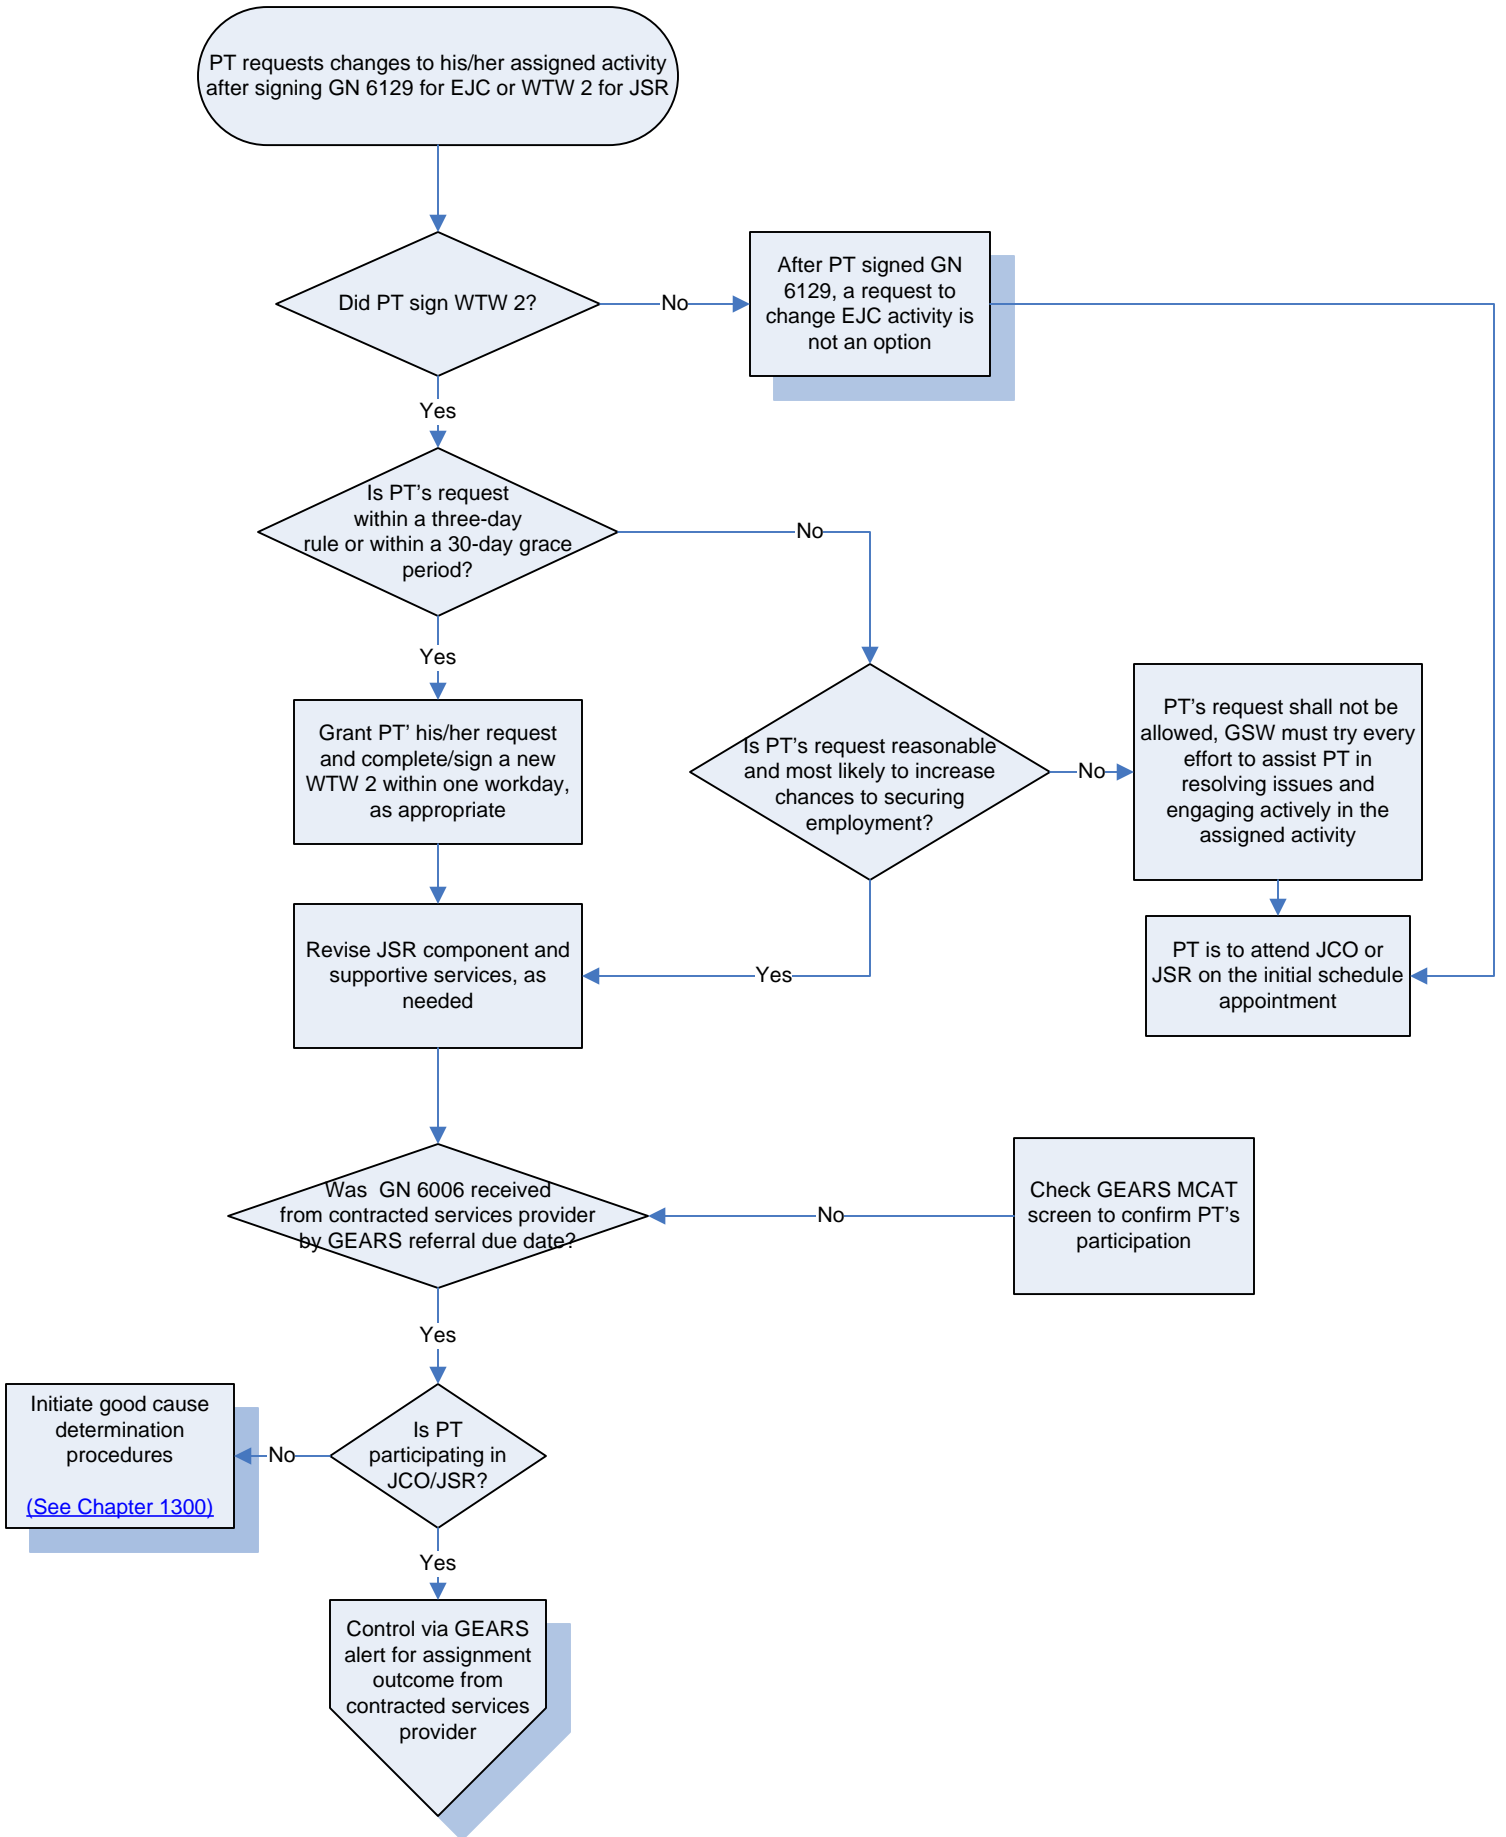 PT requests changes to his/her assigned activity
after signing GN 6129 for EJC or WTW 2 for JSR
Did PT sign WTW 2?
No
After PT signed GN
6129, a request to
change EJC activity is
not an option
Yes
Is PT's request
within a three-day
rule or within a 30-day grace
period?
No
Yes
Grant PT' his/her request
and complete/sign a new
WTW 2 within one workday,
as appropriate
Is PT's request reasonable
and most likely to increase
chances to securing
employment?
No
PT's request shall not be
allowed, GSW must try every
effort to assist PT in
resolving issues and
engaging actively in the
assigned activity
Revise JSR component and
supportive services, as
needed
Yes
PT is to attend JCO or
JSR on the initial schedule
appointment
Was GN 6006 received
from contracted services provider
by GEARS referral due date?
No
Check GEARS MCAT
screen to confirm PT's
participation
Yes
Initiate good cause
determination
procedures
(See Chapter 1300)
No
Is PT
participating in
JCO/JSR?
Yes
Control via GEARS
alert for assignment
outcome from
contracted services
provider